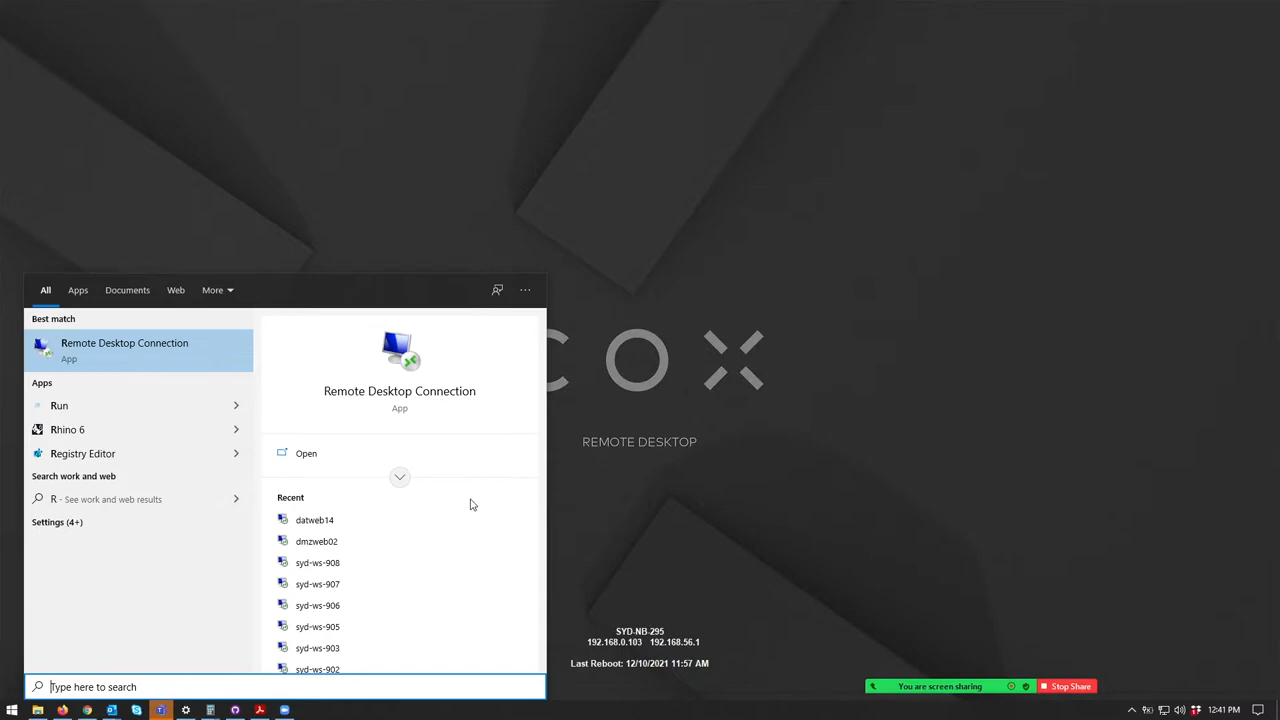 All Apps Documents Web More
Best match
Remote Desktop Connection
App
Apps
Run
Rhino 6
Registry Editor
Search work and web
R - See work and web results
Settings (4+)
Remote Desktop Connection
App
Open
Recent
datweb14
dmzweb02
syd-ws-908
syd-ws-907
syd-ws-906
syd-ws-905
syd-ws-903
syd-ws-902
Type here to search
COX
REMOTE DESKTOP
SYD-NB-295
192.168.0.103 192.168.56.1
Last Reboot: 12/10/2021 11:57 AM
You are screen sharing Stop Share
12:41 PM